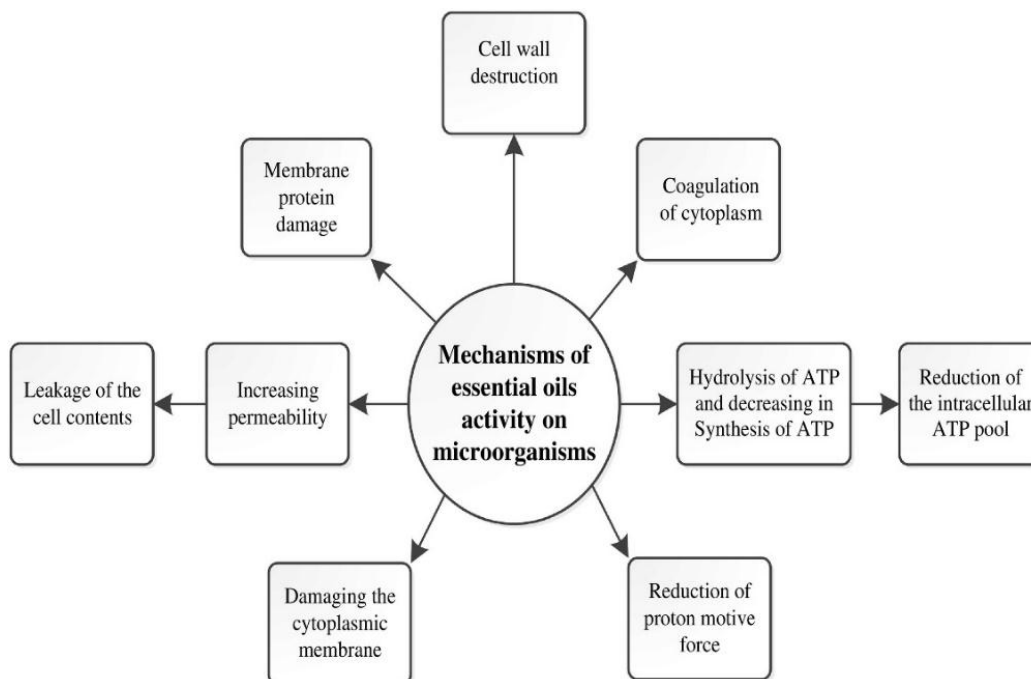 Cell wall
destruction
Membrane
protein
damage
Coagulation
of cytoplasm
Mechanisms of
essential oils
activity on
microorganisms
Leakage of the
cell contents
Increasing
permeability
Hydrolysis of ATP
and decreasing in
Synthesis of ATP
Reduction of
the intracellular
ATP pool
Damaging the
cytoplasmic
membrane
Reduction of
proton motive
force